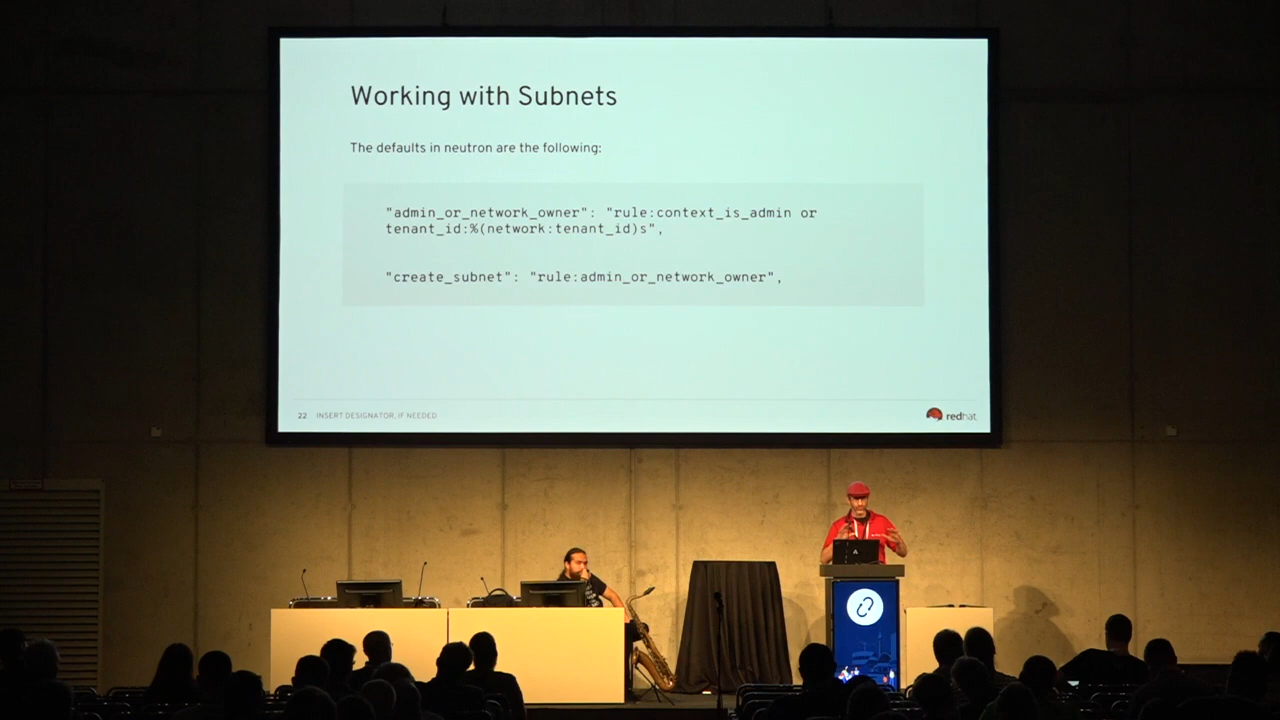 Working with Subnets
The defaults in neutron are the following:
"admin_or_network_owner": "rule:context_is_admin or
tenant_id:%(network:tenant_id)s",
"create_subnet": "rule:admin_or_network_owner",
22 INSERT DESIGNATOR, IF NEEDED
redhat.